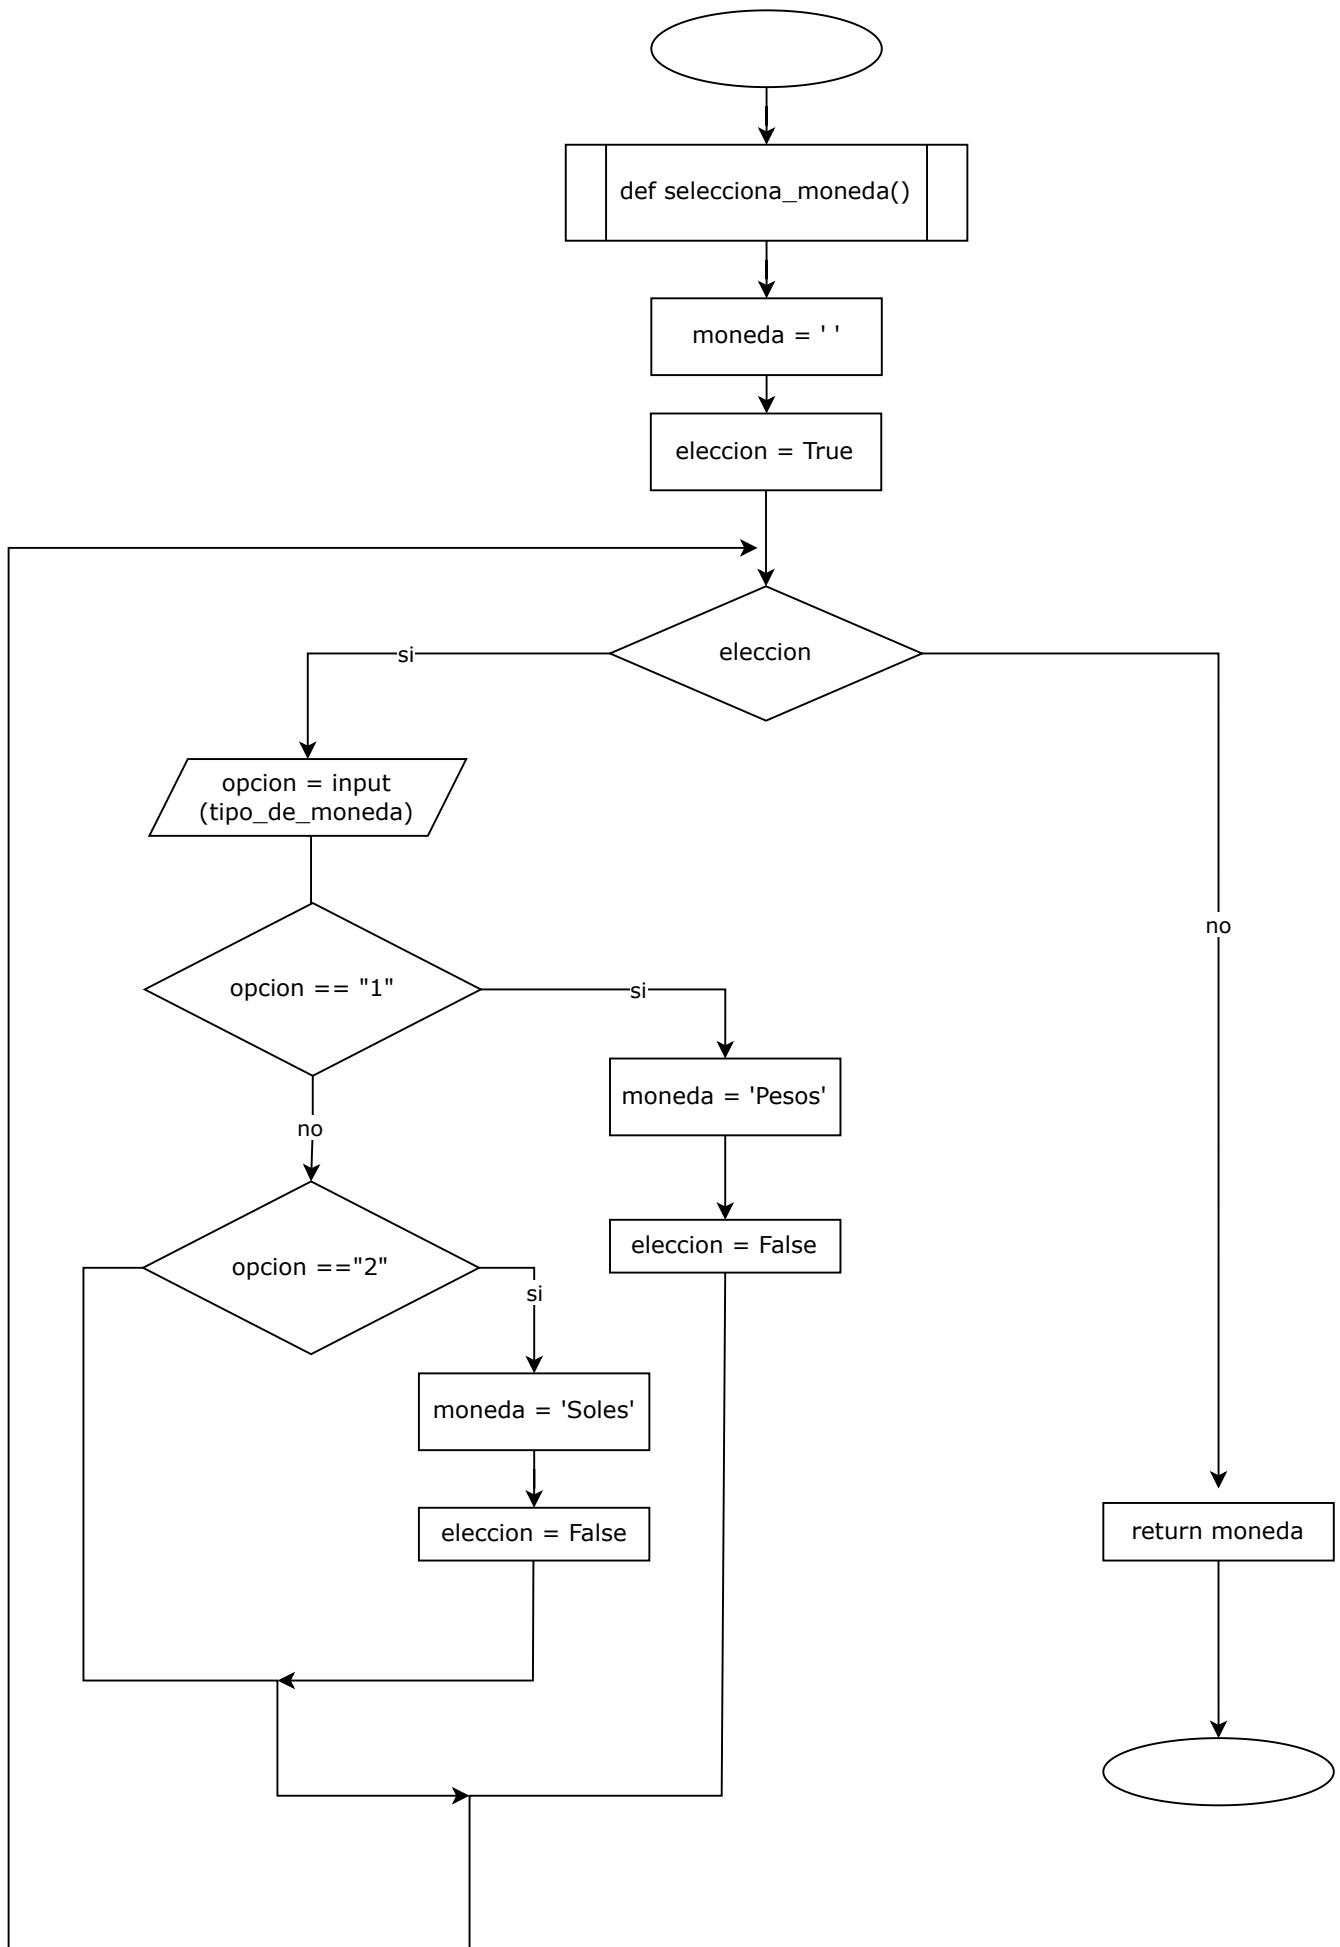 def selecciona_moneda()
moneda = ' '
eleccion = True
eleccion
si
opcion = input
(tipo_de_moneda)
no
opcion == "1"
si
moneda = 'Pesos'
no
eleccion = False
opcion =="2"
si
moneda = 'Soles'
eleccion = False
return moneda